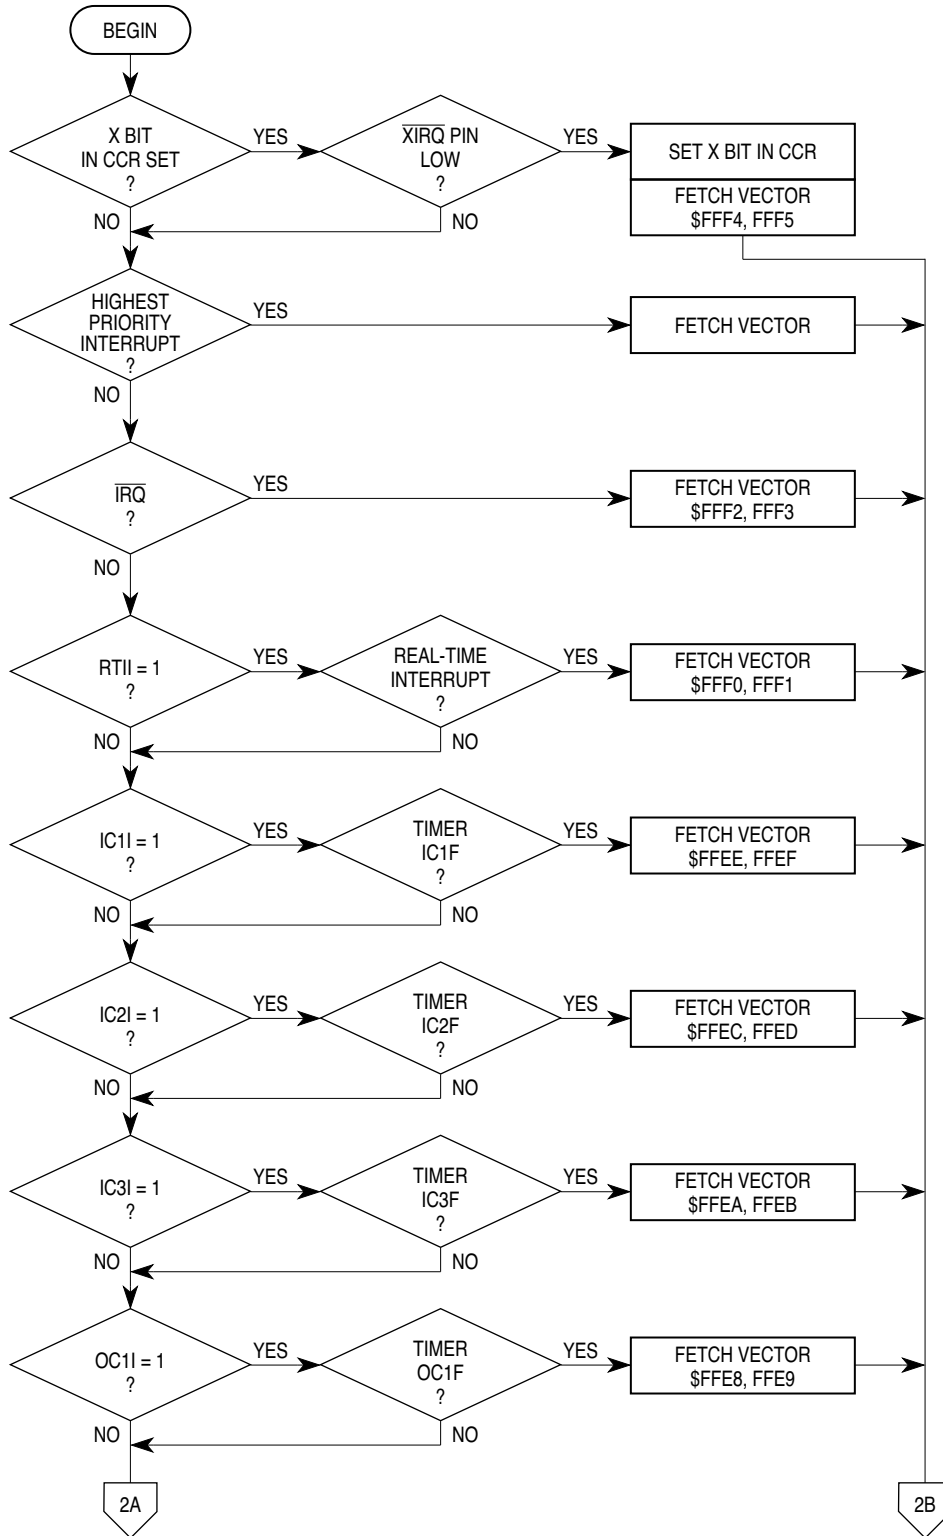 BEGIN
X BIT
IN CCR SET
?
YES
XIRQ PIN
LOW
?
YES
SET X BIT IN CCR
FETCH VECTOR
$FFF4, FFF5
NO
NO
HIGHEST
PRIORITY
INTERRUPT
?
YES
FETCH VECTOR
NO
IRQ
?
YES
FETCH VECTOR
$FFF2, FFF3
NO
RTII = 1
?
YES
REAL-TIME
INTERRUPT
?
YES
FETCH VECTOR
$FFF0, FFF1
NO
NO
IC1I = 1
?
YES
TIMER
IC1F
?
YES
FETCH VECTOR
$FFEE, FFEF
NO
NO
IC2I = 1
?
YES
TIMER
IC2F
?
YES
FETCH VECTOR
$FFEC, FFED
NO
NO
IC3I = 1
?
YES
TIMER
IC3F
?
YES
FETCH VECTOR
$FFEA, FFEB
NO
NO
OC1I = 1
?
YES
TIMER
OC1F
?
YES
FETCH VECTOR
$FFE8, FFE9
NO
NO
2A
2B